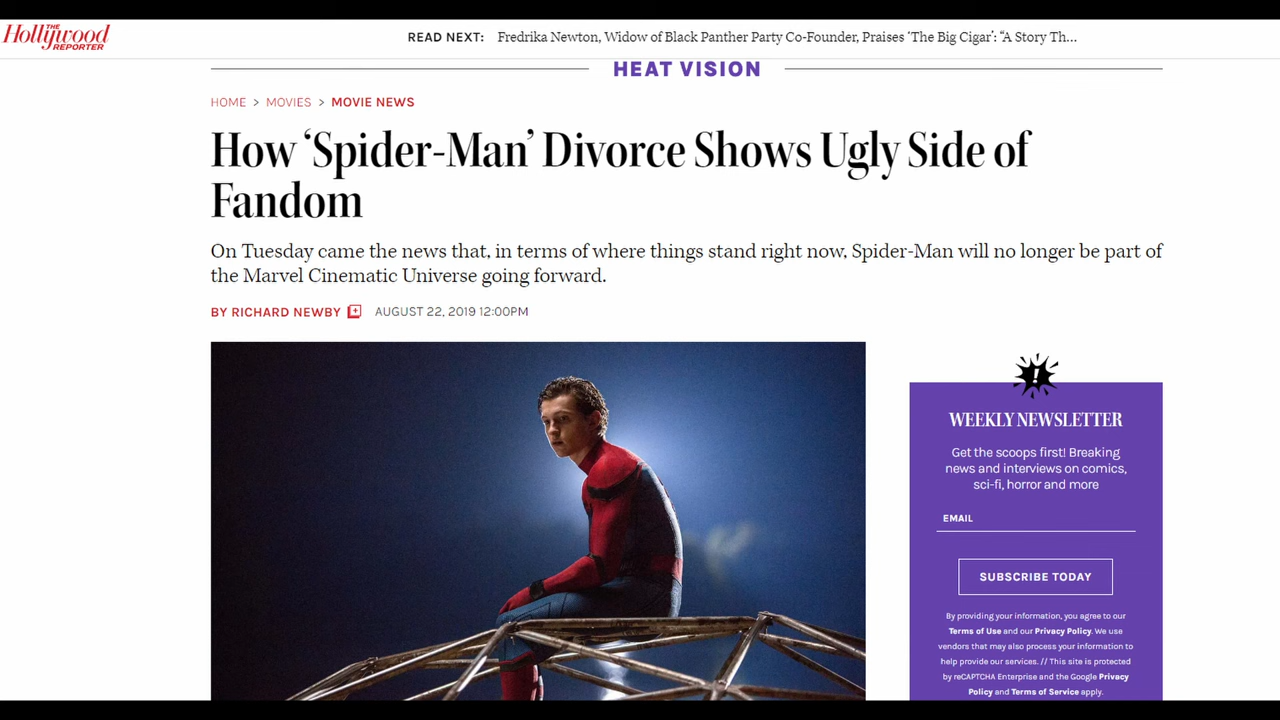 THE
Hollywood
REPORTER
READ NEXT: Fredrika Newton, Widow of Black Panther Party Co-Founder, Praises ‘The Big Cigar’: “A Story Th...
HEAT VISION
HOME > MOVIES > MOVIE NEWS
How ‘Spider-Man’ Divorce Shows Ugly Side of
Fandom
On Tuesday came the news that, in terms of where things stand right now, Spider-Man will no longer be part of
the Marvel Cinematic Universe going forward.
BY RICHARD NEWBY AUGUST 22, 2019 12:00PM
!
WEEKLY NEWSLETTER
Get the scoops first! Breaking
news and interviews on comics,
sci-fi, horror and more
EMAIL
SUBSCRIBE TODAY
By providing your information, you agree to our
Terms of Use and our Privacy Policy. We use
vendors that may also process your information to
help provide our services. // This site is protected
by reCAPTCHA Enterprise and the Google Privacy
Policy and Terms of Service apply.